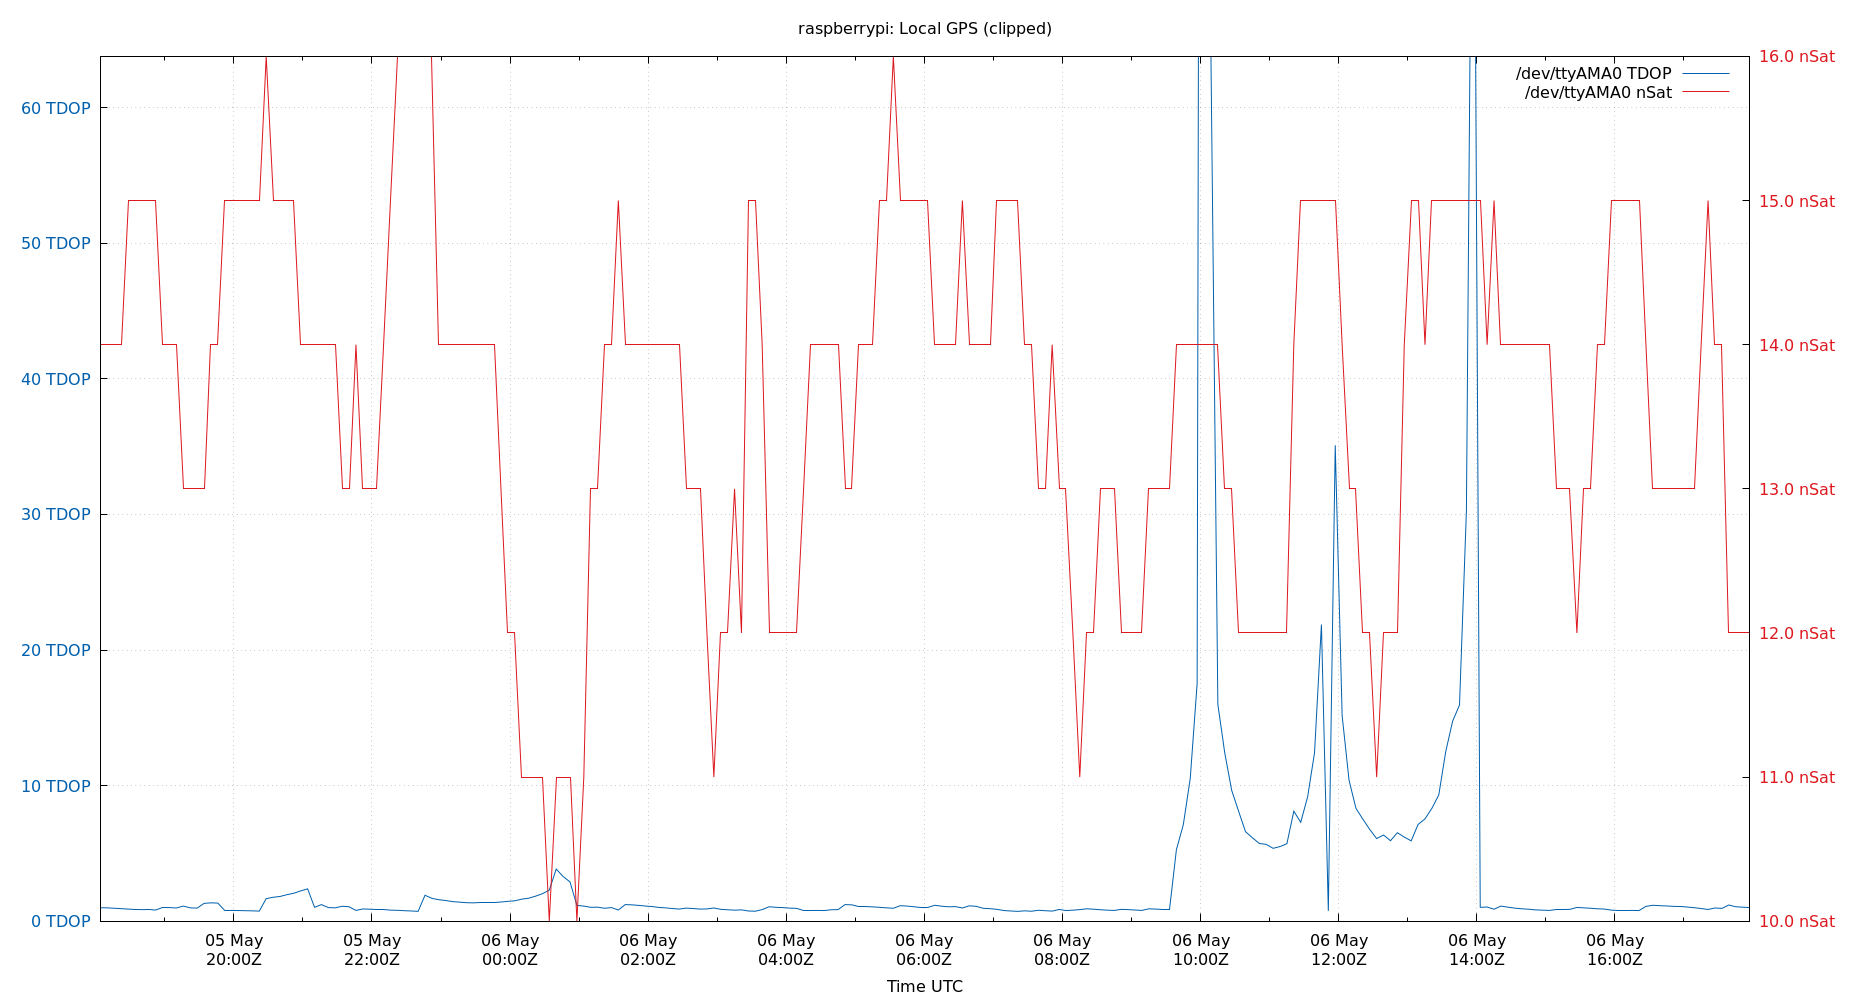 raspberrypi: Local GPS (clipped)
/dev/ttyAMA0 TDOP
/dev/ttyAMA0 nSat
60 TDOP
50 TDOP
40 TDOP
30 TDOP
20 TDOP
10 TDOP
0 TDOP
16.0 nSat
15.0 nSat
14.0 nSat
13.0 nSat
12.0 nSat
11.0 nSat
10.0 nSat
05 May
20:00Z
05 May
22:00Z
06 May
00:00Z
06 May
02:00Z
06 May
04:00Z
06 May
06:00Z
06 May
08:00Z
06 May
10:00Z
06 May
12:00Z
06 May
14:00Z
06 May
16:00Z
Time UTC